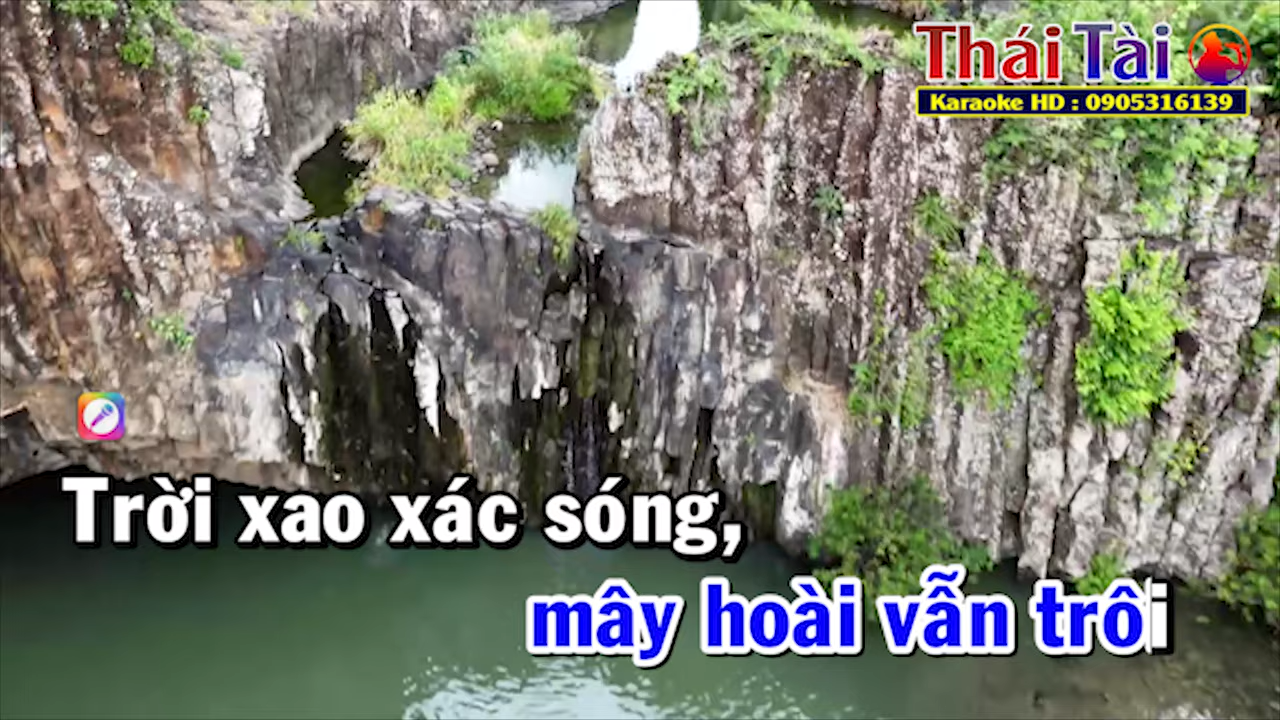 Thái Tài
Karaoke HD : 0905316139
Trời xao xác sóng,
mây hoài vẫn trôi